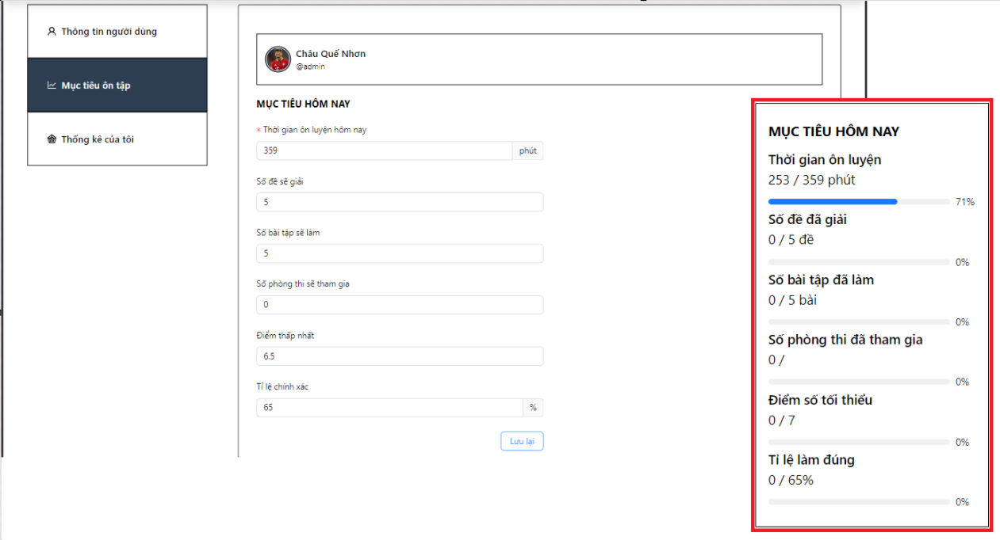 Thông tin người dùng
Mục tiêu ôn tập
Thống kê của tôi
Châu Quế Nhơn
@admin
MỤC TIÊU HÔM NAY
* Thời gian ôn luyện hôm nay
359 phút
Số đề sẽ giải
5
Số bài tập sẽ làm
5
Số phòng thi sẽ tham gia
0
Điểm thấp nhất
6.5
Tỉ lệ chính xác
65 %
Lưu lại
MỤC TIÊU HÔM NAY
Thời gian ôn luyện
253 / 359 phút
71%
Số đề đã giải
0 / 5 đề
0%
Số bài tập đã làm
0 / 5 bài
0%
Số phòng thi đã tham gia
0 /
0%
Điểm số tối thiểu
0 / 7
0%
Tỉ lệ làm đúng
0 / 65%
0%